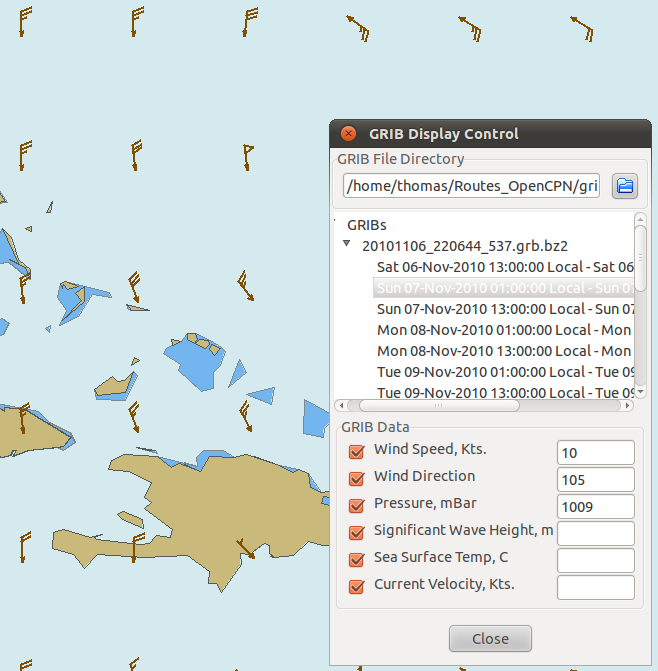 GRIB Display Control
GRIB File Directory
/home/thomas/Routes_OpenCPN/gri
GRIBs
20101106_220644_537.grb.bz2
Sat 06-Nov-2010 13:00:00 Local - Sat 06
Sun 07-Nov-2010 01:00:00 Local - Sun 07
Sun 07-Nov-2010 13:00:00 Local - Sun 07
Mon 08-Nov-2010 01:00:00 Local - Mon
Mon 08-Nov-2010 13:00:00 Local - Mon
Tue 09-Nov-2010 01:00:00 Local - Tue 09
Tue 09-Nov-2010 13:00:00 Local - Tue 09
GRIB Data
Wind Speed, Kts. 10
Wind Direction 105
Pressure, mBar 1009
Significant Wave Height, m
Sea Surface Temp, C
Current Velocity, Kts.
Close